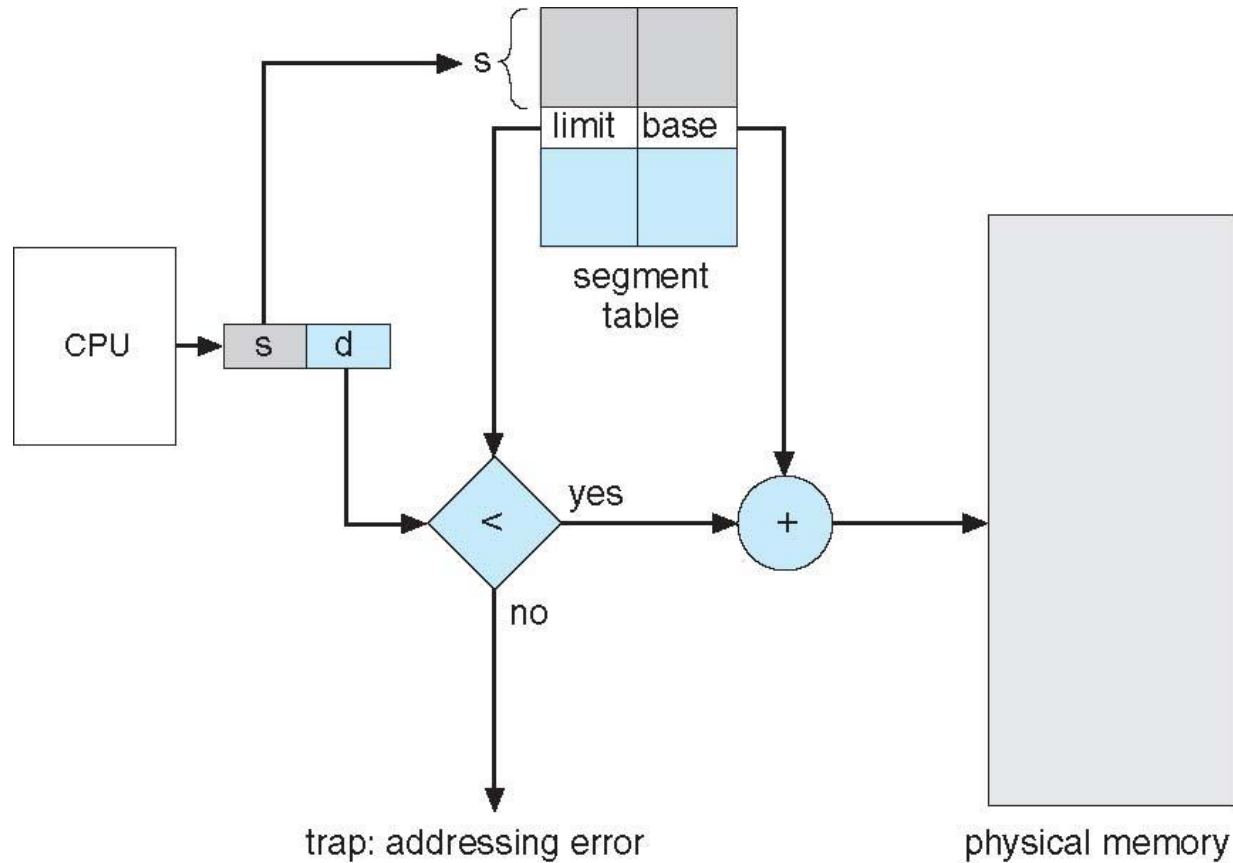 s
limit base
segment
table
CPU
s d
<
yes
+
no
trap: addressing error
physical memory